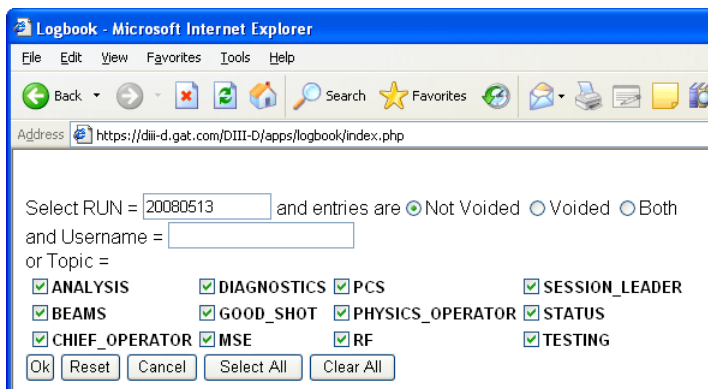 Logbook - Microsoft Internet Explorer
File Edit View Favorites Tools Help
Back Search Favorites
Address https://diii-d.gat.com/DIII-D/apps/logbook/index.php
Select RUN = 20080513 and entries are Not Voided Voided Both
and Username =
or Topic =
ANALYSIS DIAGNOSTICS PCS SESSION_LEADER
BEAMS GOOD_SHOT PHYSICS_OPERATOR STATUS
CHIEF_OPERATOR MSE RF TESTING
Ok Reset Cancel Select All Clear All